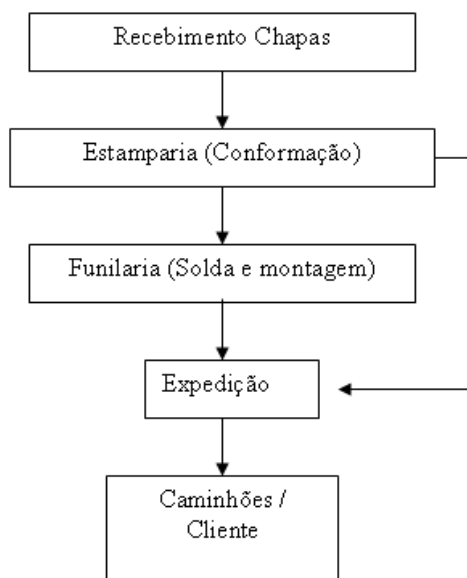 Recebimento Chapas
Estamparia (Conformação)
Funilaria (Solda e montagem)
Expedição
Caminhões /
Cliente